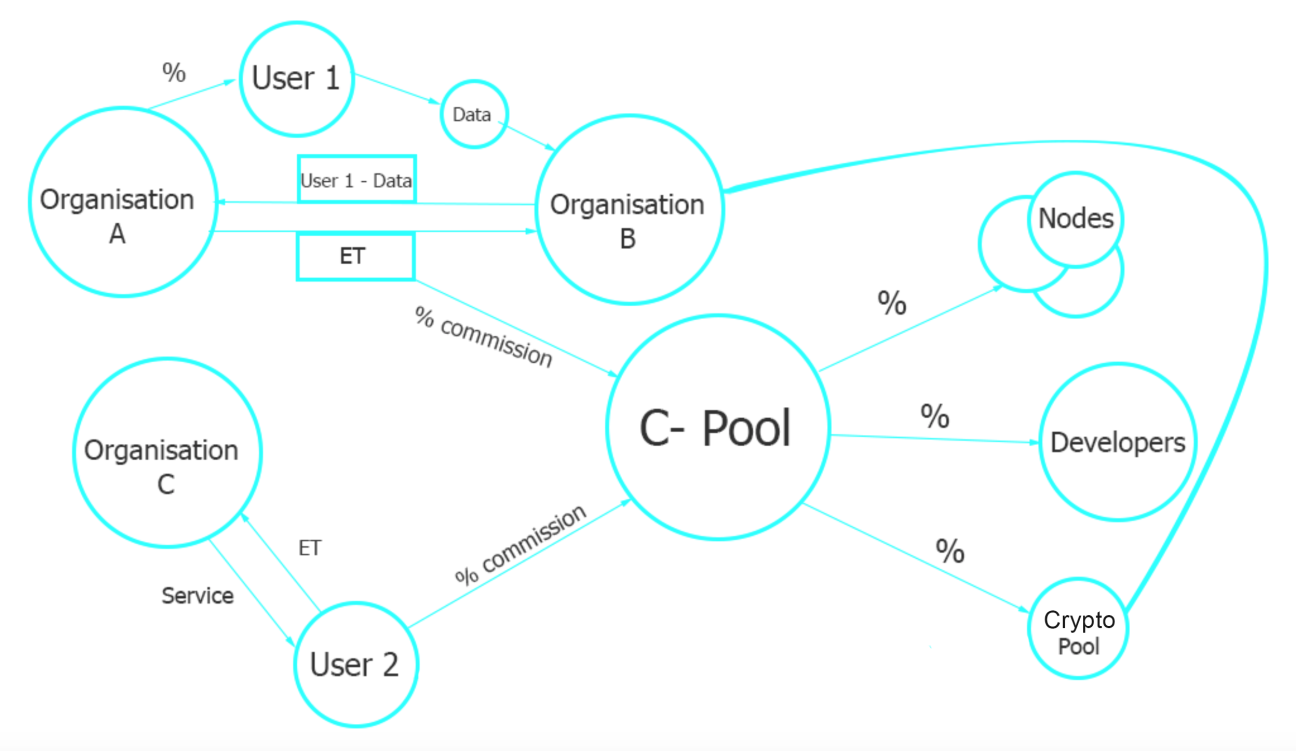 %
User 1
Data
Organisation
A
User 1 - Data
Organisation
B
ET
% commission
Nodes
%
C- Pool
%
Developers
Organisation
C
ET
Service
% commission
User 2
%
Crypto
Pool